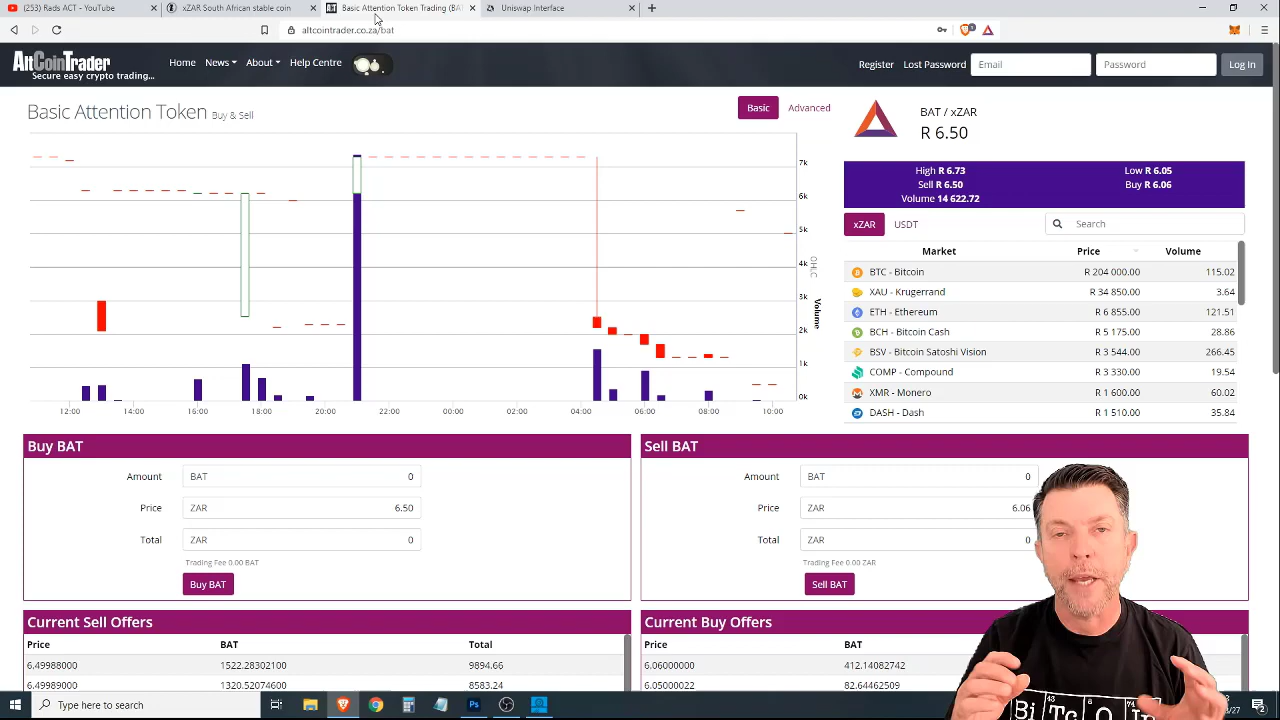 (253) Rads ACT - YouTube
xZAR South African stable coin
Basic Attention Token Trading (BAT
Uniswap Interface
altcointrader.co.za/bat
AltCoinTrader
Secure easy crypto trading...
Home News About Help Centre
Register Lost Password Email Password Log In
Basic Attention Token Buy & Sell
Basic Advanced
7k
6k
5k
4k
3k
2k
1k
0k
OHLC
Volume
12:00 14:00 16:00 18:00 20:00 22:00 00:00 02:00 04:00 06:00 08:00 10:00
BAT / xZAR
R 6.50
High R 6.73 Low R 6.05
Sell R 6.50 Buy R 6.06
Volume 14 622.72
xZAR USDT Search
Market Price Volume
BTC - Bitcoin R 204 000.00 115.02
XAU - Krugerrand R 34 850.00 3.64
ETH - Ethereum R 6 855.00 121.51
BCH - Bitcoin Cash R 5 175.00 28.86
BSV - Bitcoin Satoshi Vision R 3 544.00 266.45
COMP - Compound R 3 330.00 19.54
XMR - Monero R 1 600.00 60.02
DASH - Dash R 1 510.00 35.84
Buy BAT
Amount BAT 0
Price ZAR 6.50
Total ZAR 0
Trading Fee 0.00 BAT
Buy BAT
Sell BAT
Amount BAT 0
Price ZAR 6.06
Total ZAR 0
Trading Fee 0.00 ZAR
Sell BAT
Current Sell Offers
Price BAT Total
6.49988000 1522.28302100 9894.66
6.49989000 1320.52074600 8583.24
Current Buy Offers
Price BAT
6.06000000 412.14082742
6.05000022 82.64462509
Type here to search
Bi Tc O In